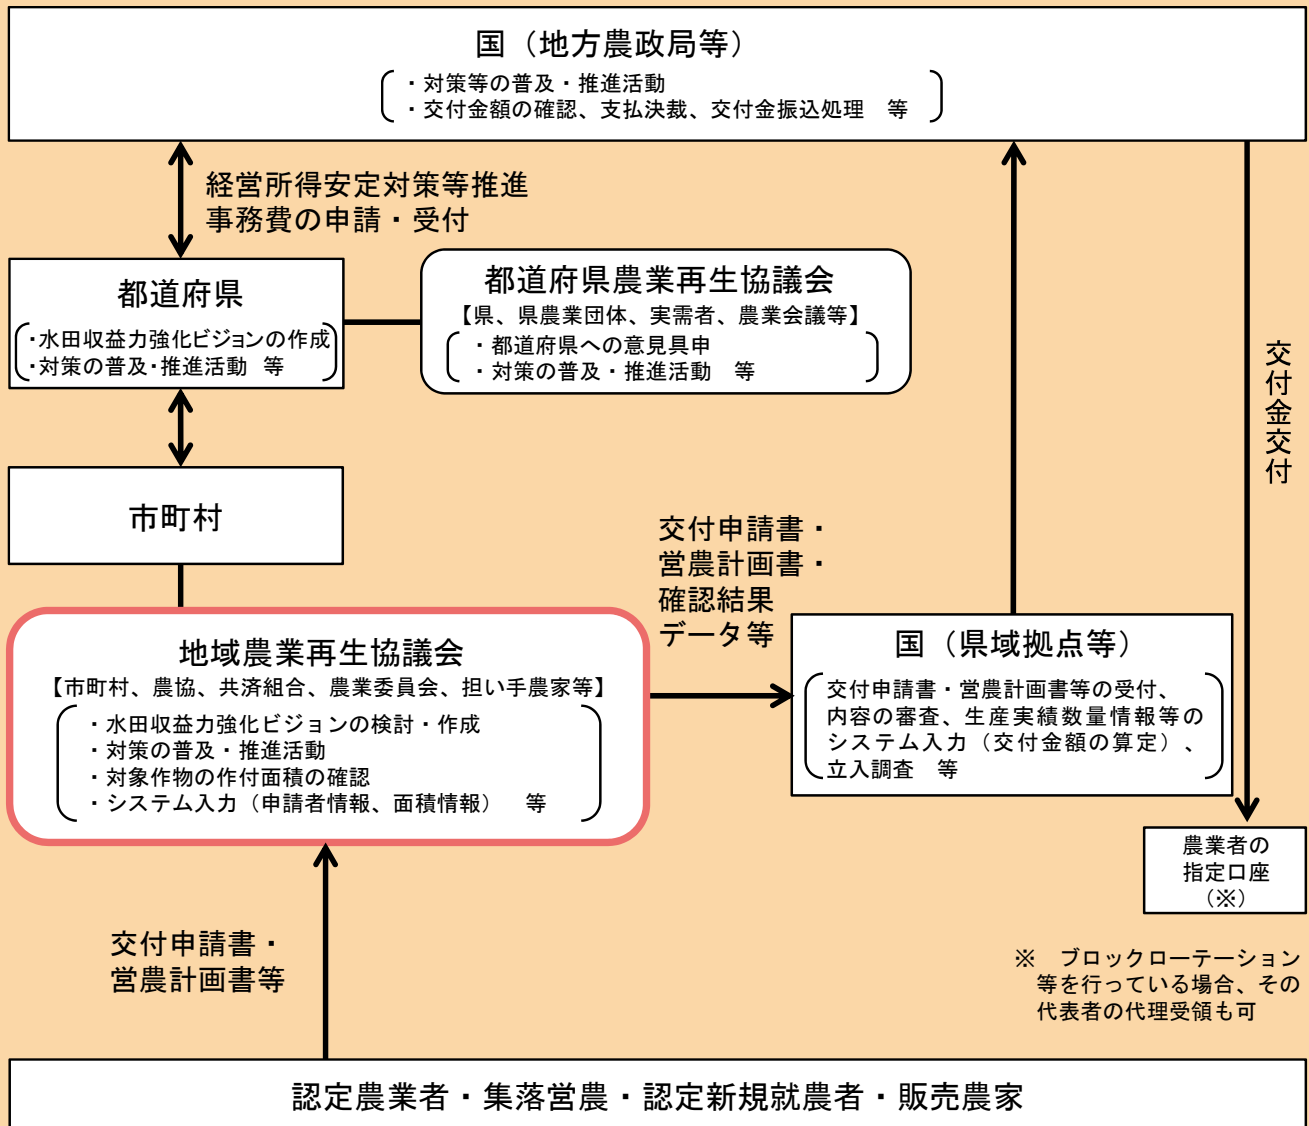 国（地方農政局等）
・対策等の普及・推進活動
・交付金額の確認、支払決裁、交付金振込処理　等
経営所得安定対策等推進
事務費の申請・受付
都道府県
・水田収益力強化ビジョンの作成
・対策の普及・推進活動　等
都道府県農業再生協議会
【県、県農業団体、実需者、農業会議等】
・都道府県への意見具申
・対策の普及・推進活動　等
交付金交付
市町村
交付申請書・
営農計画書・
確認結果
データ等
地域農業再生協議会
【市町村、農協、共済組合、農業委員会、担い手農家等】
・水田収益力強化ビジョンの検討・作成
・対策の普及・推進活動
・対象作物の作付面積の確認
・システム入力（申請者情報、面積情報）　等
国（県域拠点等）
交付申請書・営農計画書等の受付、
内容の審査、生産実績数量情報等の
システム入力（交付金額の算定）、
立入調査　等
農業者の
指定口座
（※）
※　ブロックローテーション
等を行っている場合、その
代表者の代理受領も可
交付申請書・
営農計画書等
認定農業者・集落営農・認定新規就農者・販売農家